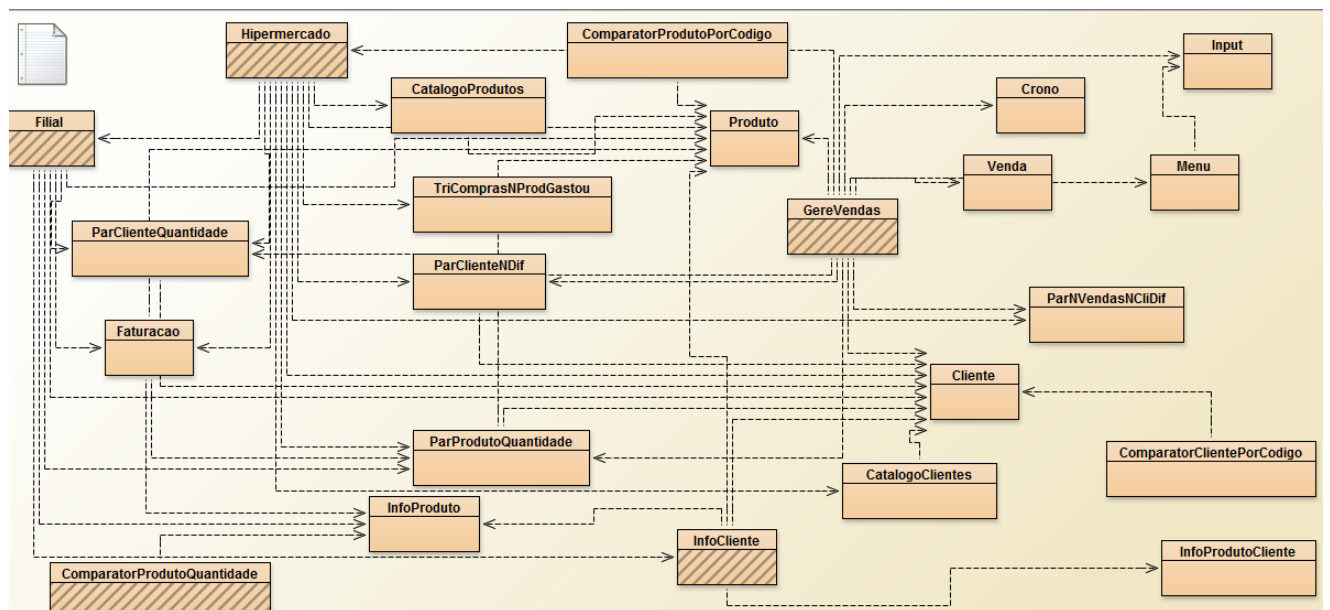 Hipermercado
ComparatorProdutoPorCodigo
Input
CatalogoProdutos
Crono
Filial
Produto
Venda
Menu
TriComprasNProdGastou
GereVendas
ParClienteQuantidade
ParClienteNDif
ParNVendasNCliDif
Faturacao
Cliente
ParProdutoQuantidade
ComparatorClientePorCodigo
CatalogoClientes
InfoProduto
InfoCliente
InfoProdutoCliente
ComparatorProdutoQuantidade